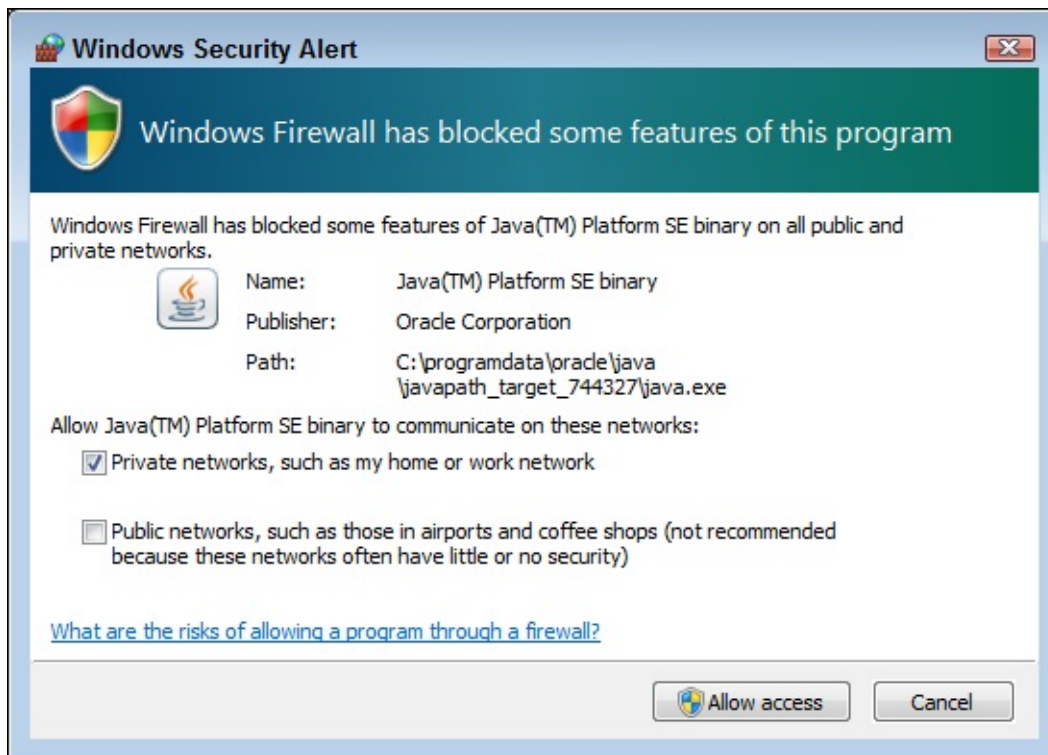 Windows Security Alert
Windows Firewall has blocked some features of this program
Windows Firewall has blocked some features of Java(TM) Platform SE binary on all public and
private networks.
Name: Java(TM) Platform SE binary
Publisher: Oracle Corporation
Path: C:\programdata\oracle\java
\javapath_target_744327\java.exe
Allow Java(TM) Platform SE binary to communicate on these networks:
Private networks, such as my home or work network
Public networks, such as those in airports and coffee shops (not recommended
because these networks often have little or no security)
What are the risks of allowing a program through a firewall?
Allow access Cancel